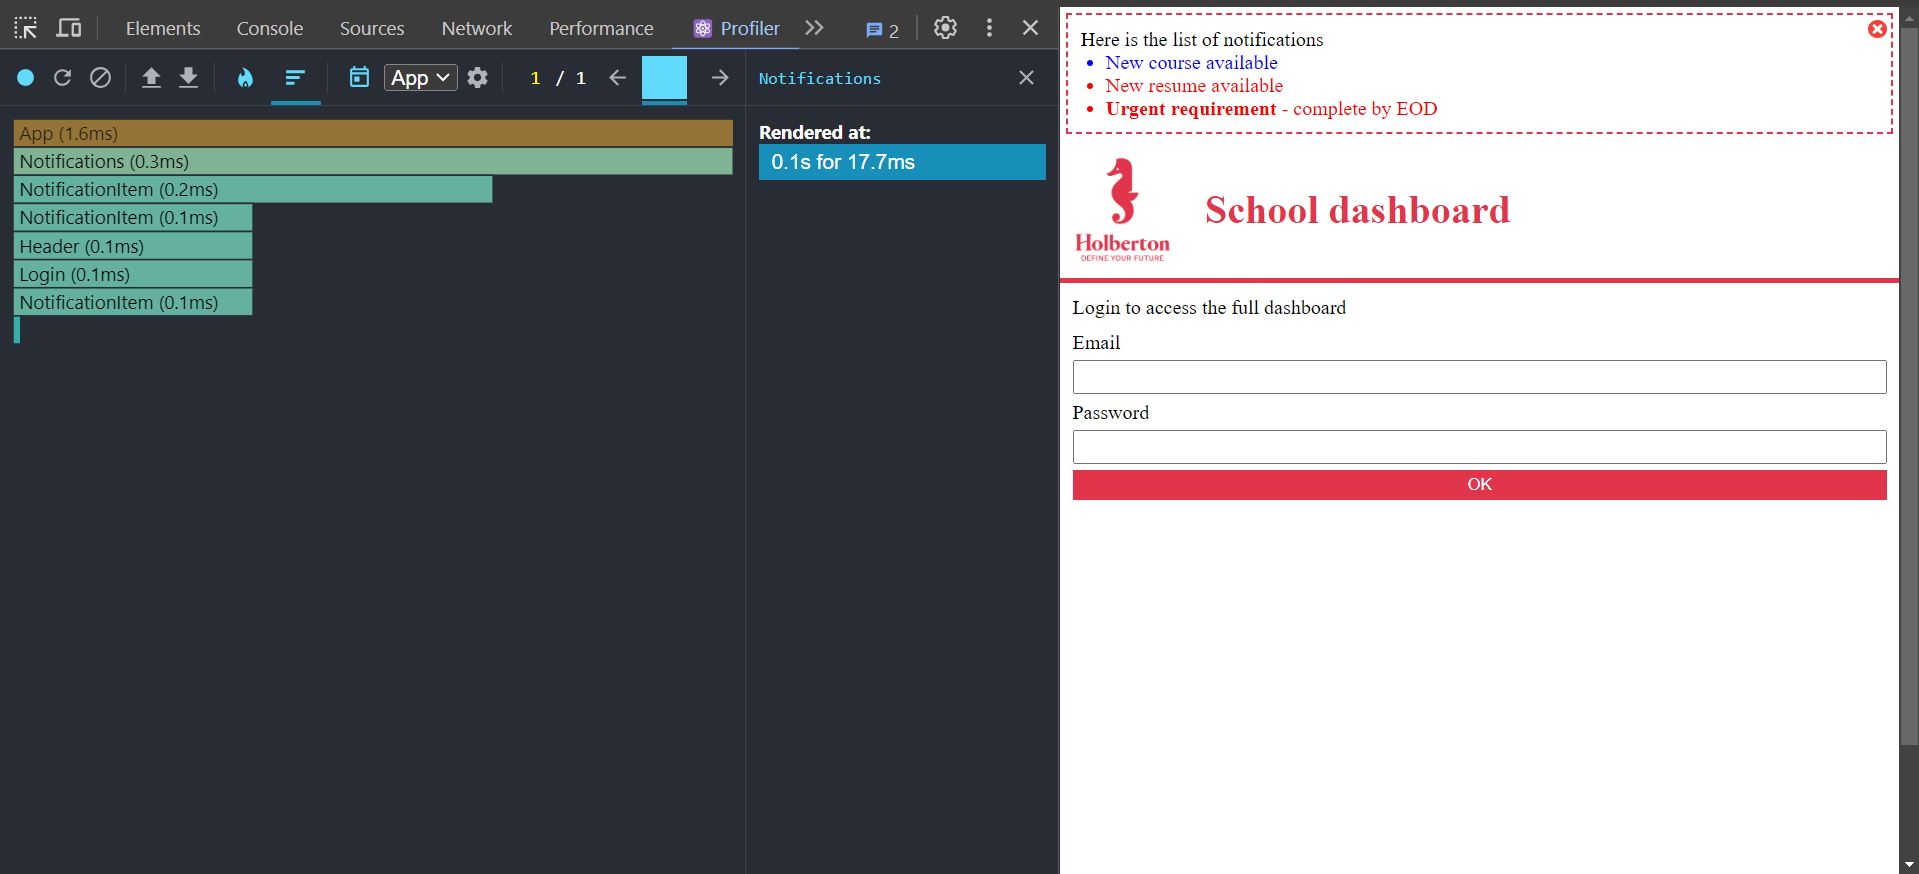 Elements Console Sources Network Performance Profiler 2
App 1 / 1
Notifications
App (1.6ms)
Notifications (0.3ms)
NotificationItem (0.2ms)
NotificationItem (0.1ms)
Header (0.1ms)
Login (0.1ms)
NotificationItem (0.1ms)
Rendered at:
0.1s for 17.7ms
Here is the list of notifications
New course available
New resume available
Urgent requirement - complete by EOD
Holberton
DEFINE YOUR FUTURE
School dashboard
Login to access the full dashboard
Email
Password
OK